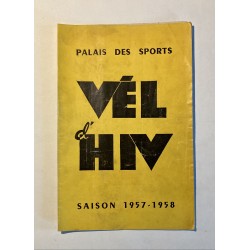 PALAIS DES SPORTS
VÉL
d'
HIV
SAISON 1957-1958